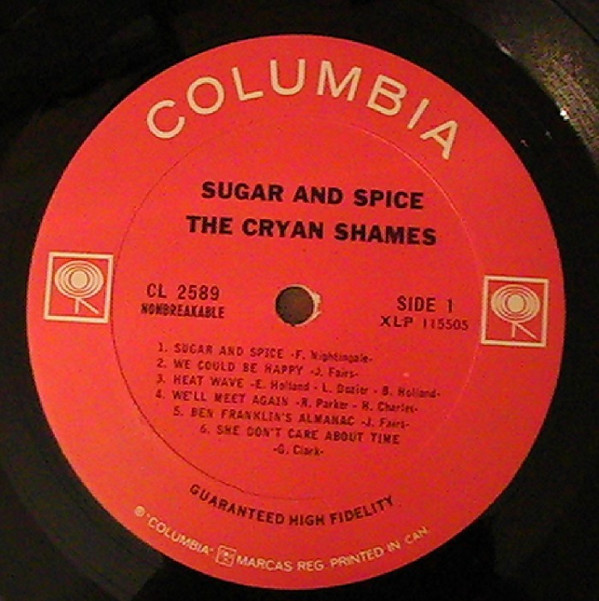 COLUMBIA
SUGAR AND SPICE
THE CRYAN SHAMES
CL 2589
NONBREAKABLE
SIDE 1
XLP 115505
1. SUGAR AND SPICE -F. Nightingale-
2. WE COULD BE HAPPY -J. Fairs-
3. HEAT WAVE -E. Holland - L. Dozier - B. Holland-
4. WE'LL MEET AGAIN -R. Parker - H. Charles-
5. BEN FRANKLIN'S ALMANAC -J. Fairs-
6. SHE DON'T CARE ABOUT TIME
-G. Clark-
GUARANTEED HIGH FIDELITY
® "COLUMBIA" MARCAS REG. PRINTED IN CAN.